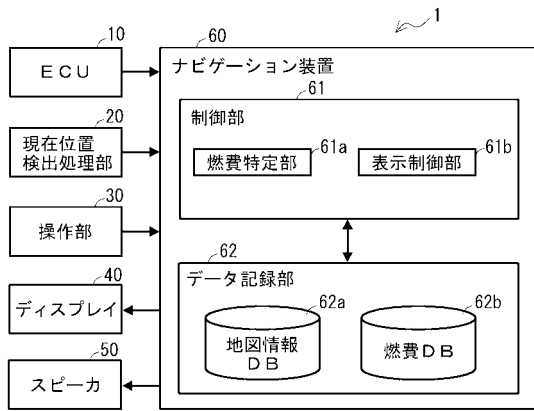 1
10
ECU
20
現在位置
検出処理部
30
操作部
40
ディスプレイ
50
スピーカ
60
ナビゲーション装置
61
制御部
61a
燃費特定部
61b
表示制御部
62
データ記録部
62a
地図情報
DB
62b
燃費DB